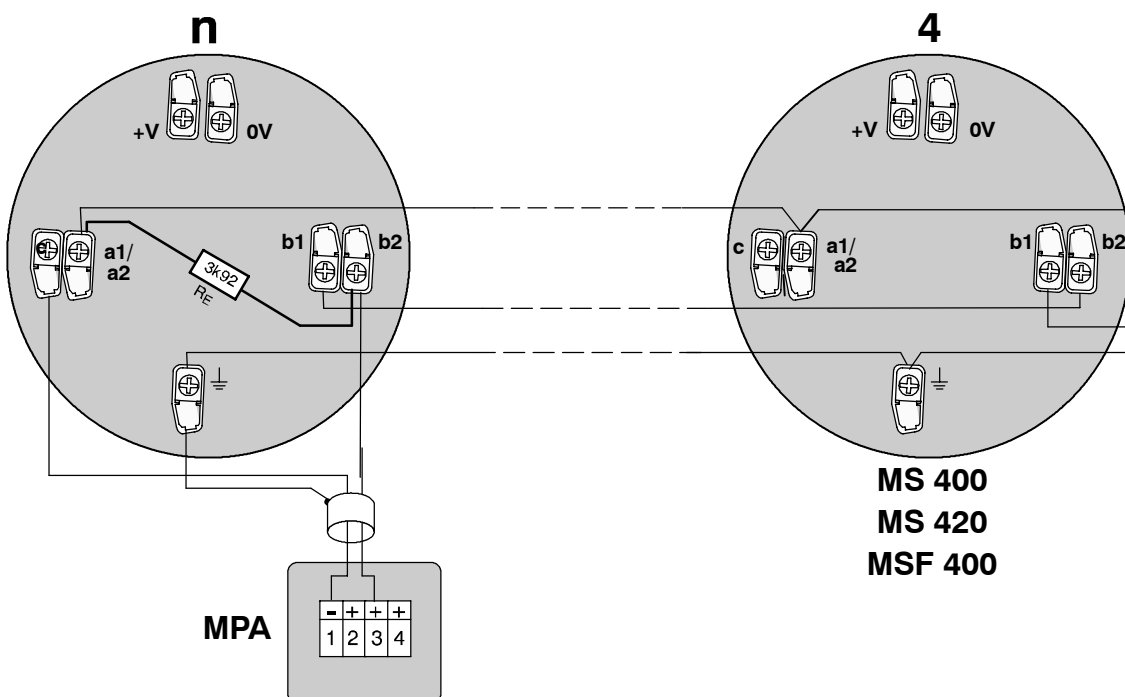 n
4
+V
0V
+V
0V
c
a1/
a2
b1
b2
3k92
RE
c
a1/
a2
b1
b2
MS 400
MS 420
MSF 400
MPA
- + + +
1 2 3 4